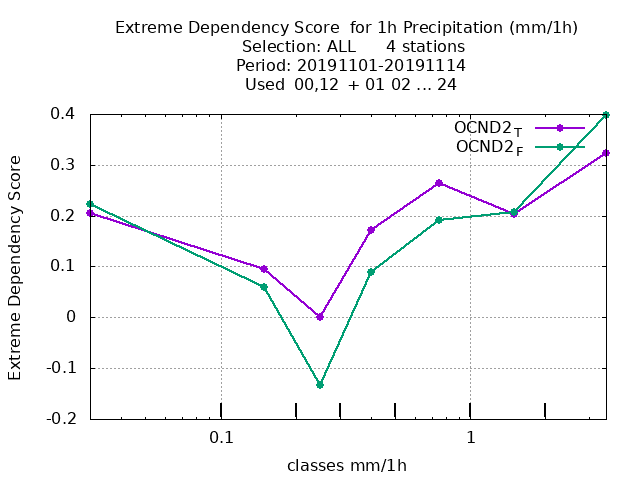 Extreme Dependency Score  for 1h Precipitation (mm/1h)
Selection: ALL      4 stations
Period: 20191101-20191114
Used  00,12  + 01 02 ... 24
OCND2T
OCND2F
0.4
0.3
0.2
0.1
0
-0.1
-0.2
Extreme Dependency Score
0.1
1
classes mm/1h